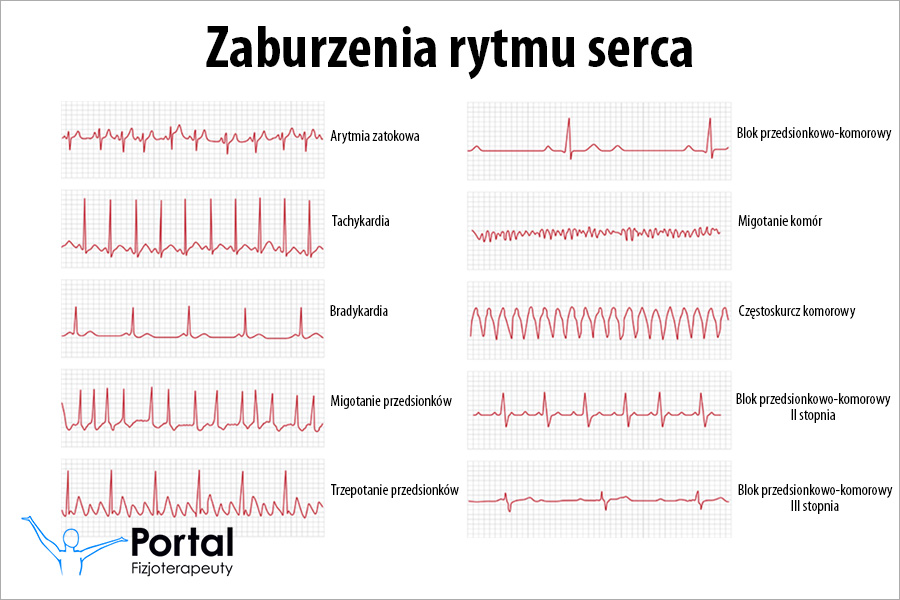 Zaburzenia rytmu serca
Arytmia zatokowa
Tachykardia
Bradykardia
Migotanie przedsionków
Trzepotanie przedsionków
Blok przedsionkowo-komorowy
Migotanie komór
Częstoskurcz komorowy
Blok przedsionkowo-komorowy
II stopnia
Blok przedsionkowo-komorowy
III stopnia
Portal
Fizjoterapeuty